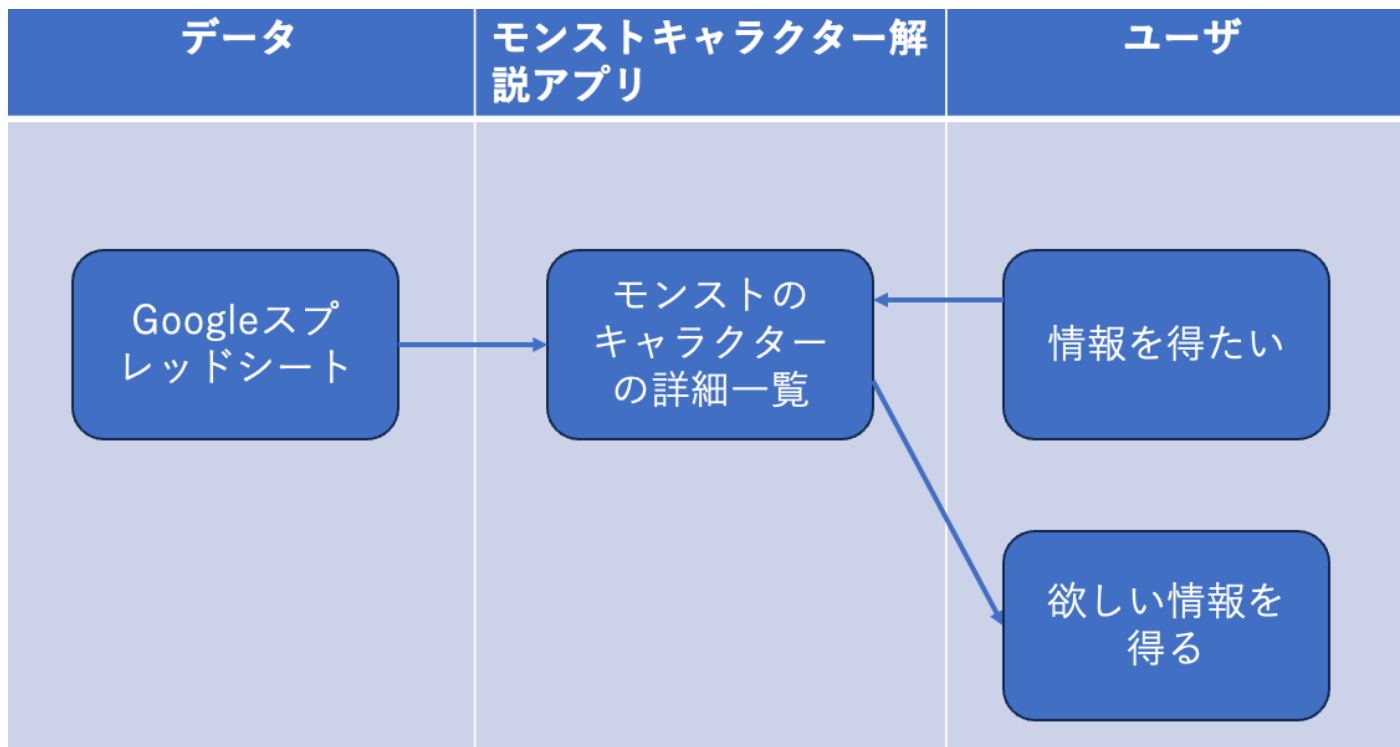 データ
モンストキャラクター解
説アプリ
ユーザ
Googleスプ
レッドシート
モンストの
キャラクター
の詳細一覧
情報を得たい
欲しい情報を
得る